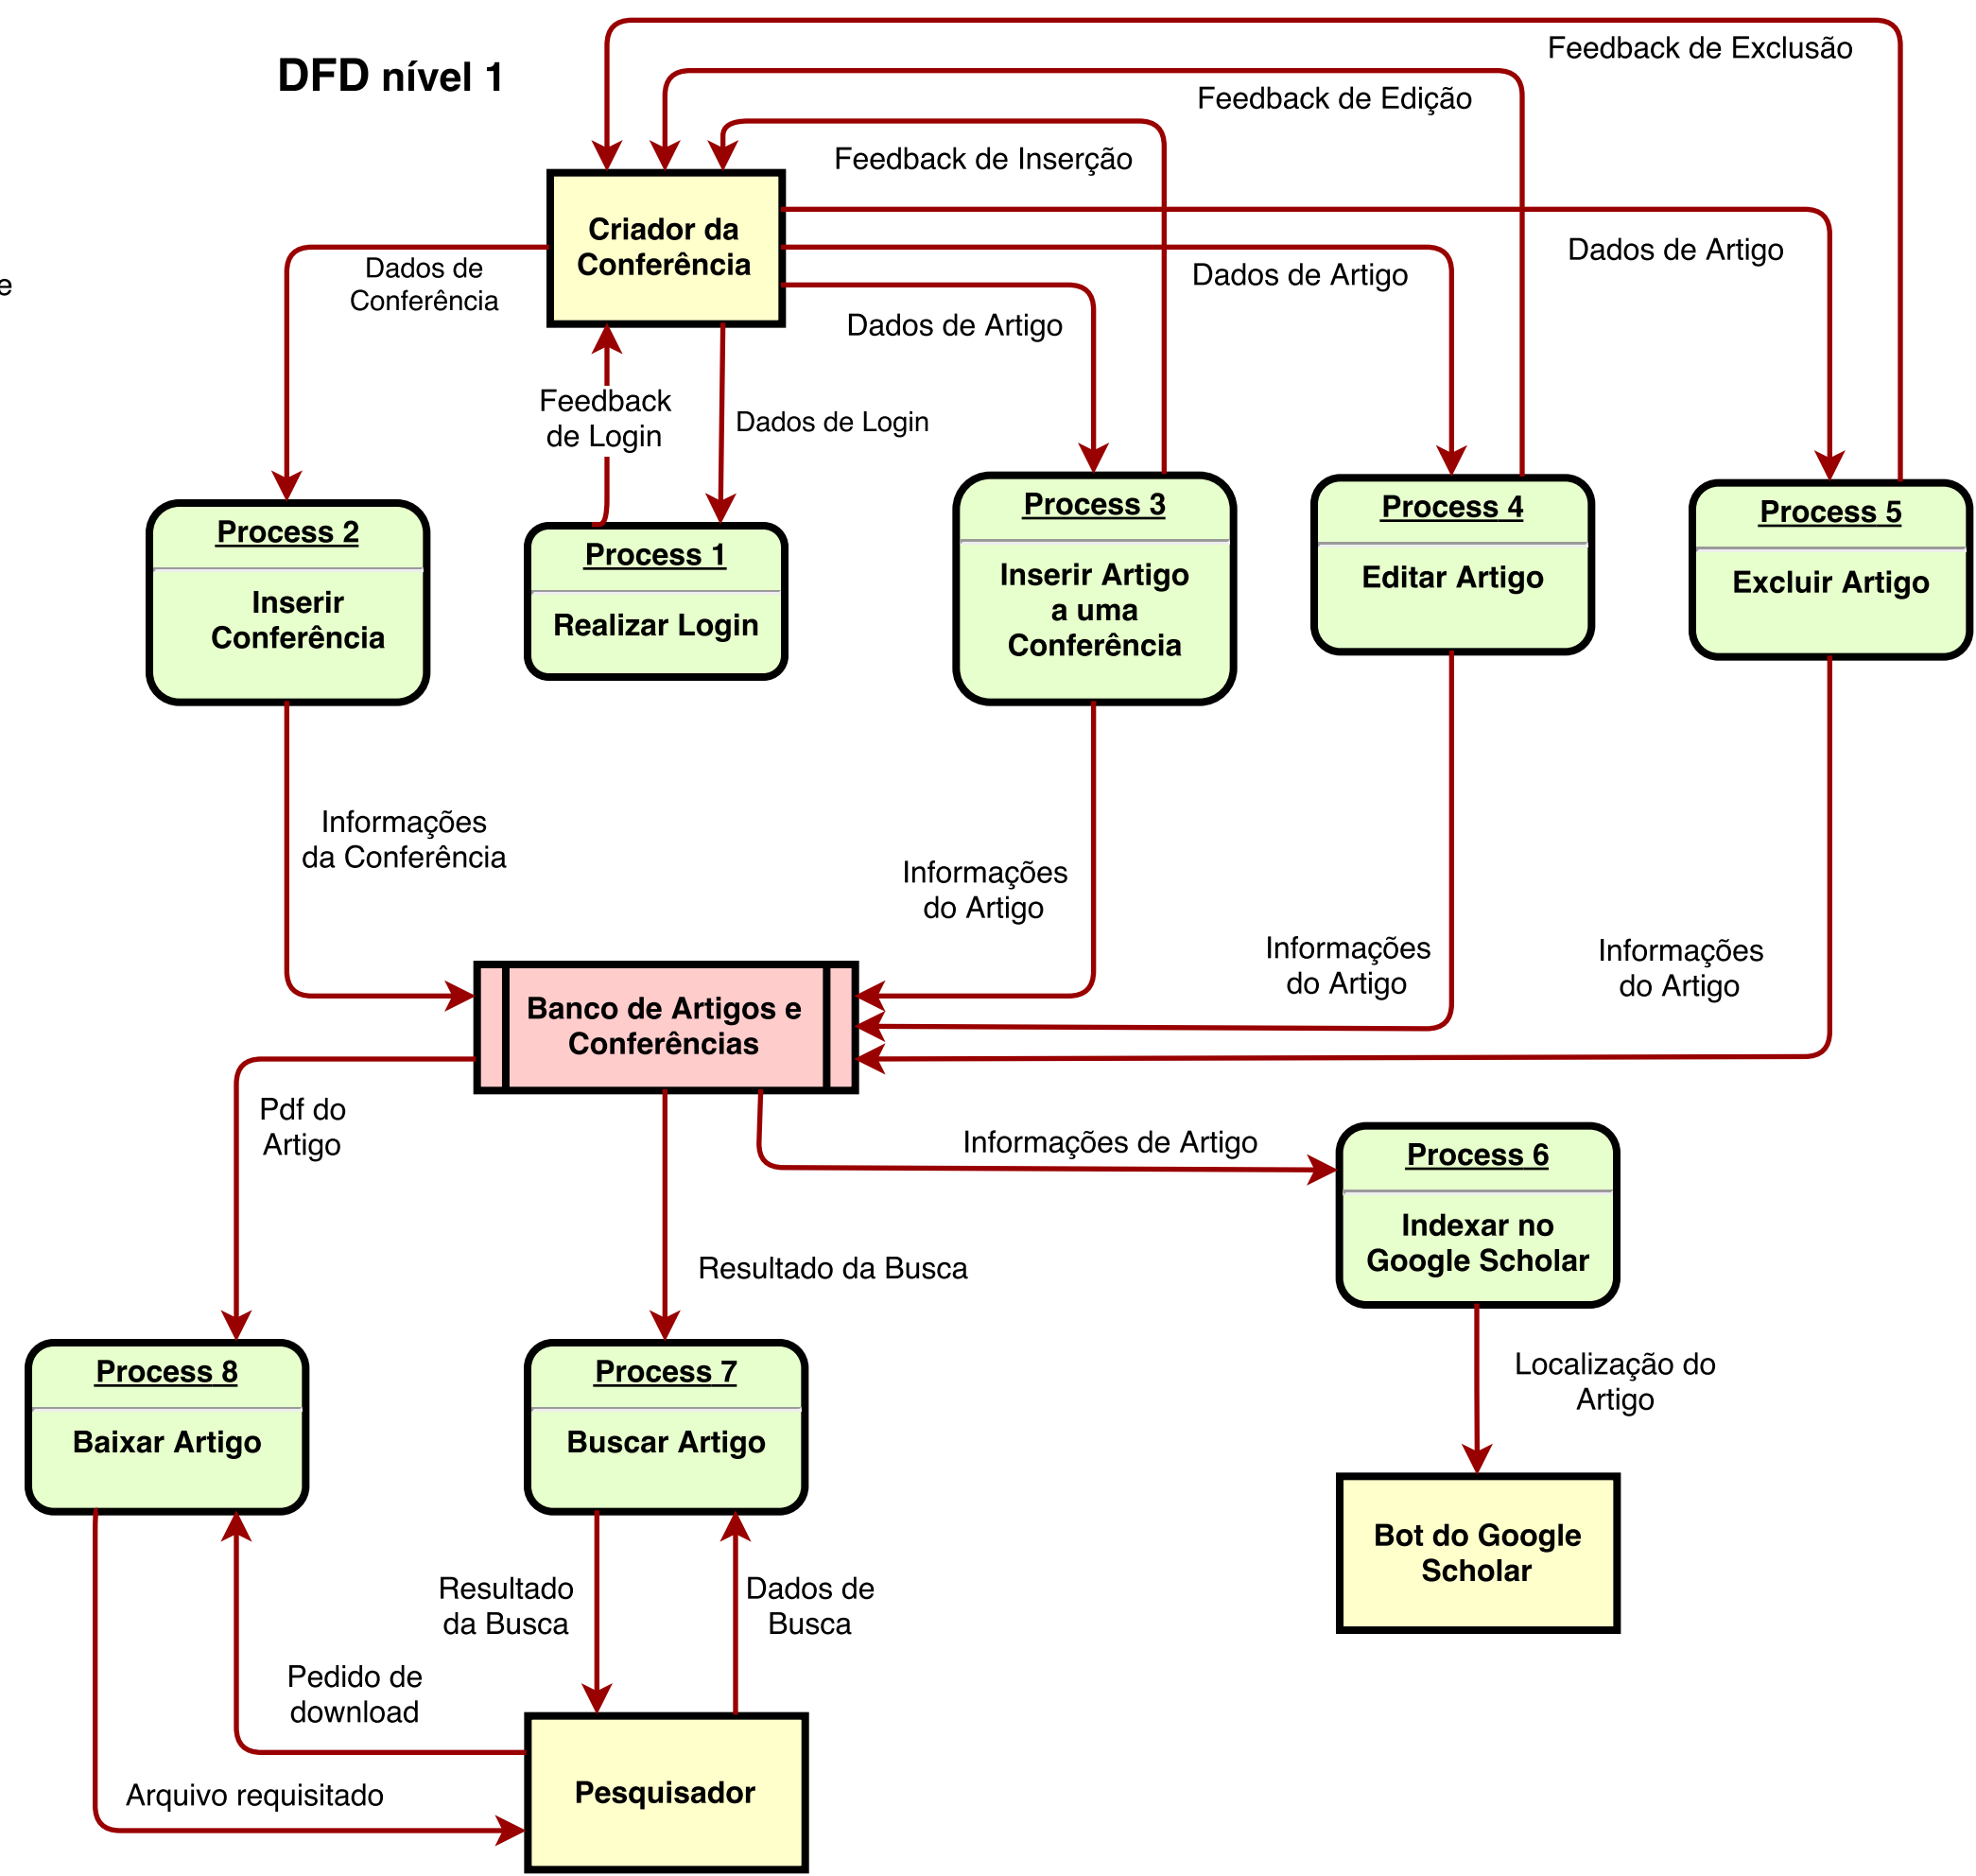 Feedback de Exclusão
DFD nível 1
Feedback de Edição
Feedback de Inserção
Criador da
Conferência
Dados de Artigo
Dados de Artigo
Dados de
Conferência
e
Dados de Artigo
Feedback
de Login
Dados de Login
Process 2
Inserir
Conferência
Process 1
Realizar Login
Process 3
Inserir Artigo
a uma
Conferência
Process 4
Editar Artigo
Process 5
Excluir Artigo
Informações
da Conferência
Informações
do Artigo
Informações
do Artigo
Informações
do Artigo
Banco de Artigos e
Conferências
Pdf do
Artigo
Informações de Artigo
Process 6
Indexar no
Google Scholar
Resultado da Busca
Process 8
Baixar Artigo
Process 7
Buscar Artigo
Localização do
Artigo
Bot do Google
Scholar
Resultado
da Busca
Dados de
Busca
Pedido de
download
Pesquisador
Arquivo requisitado